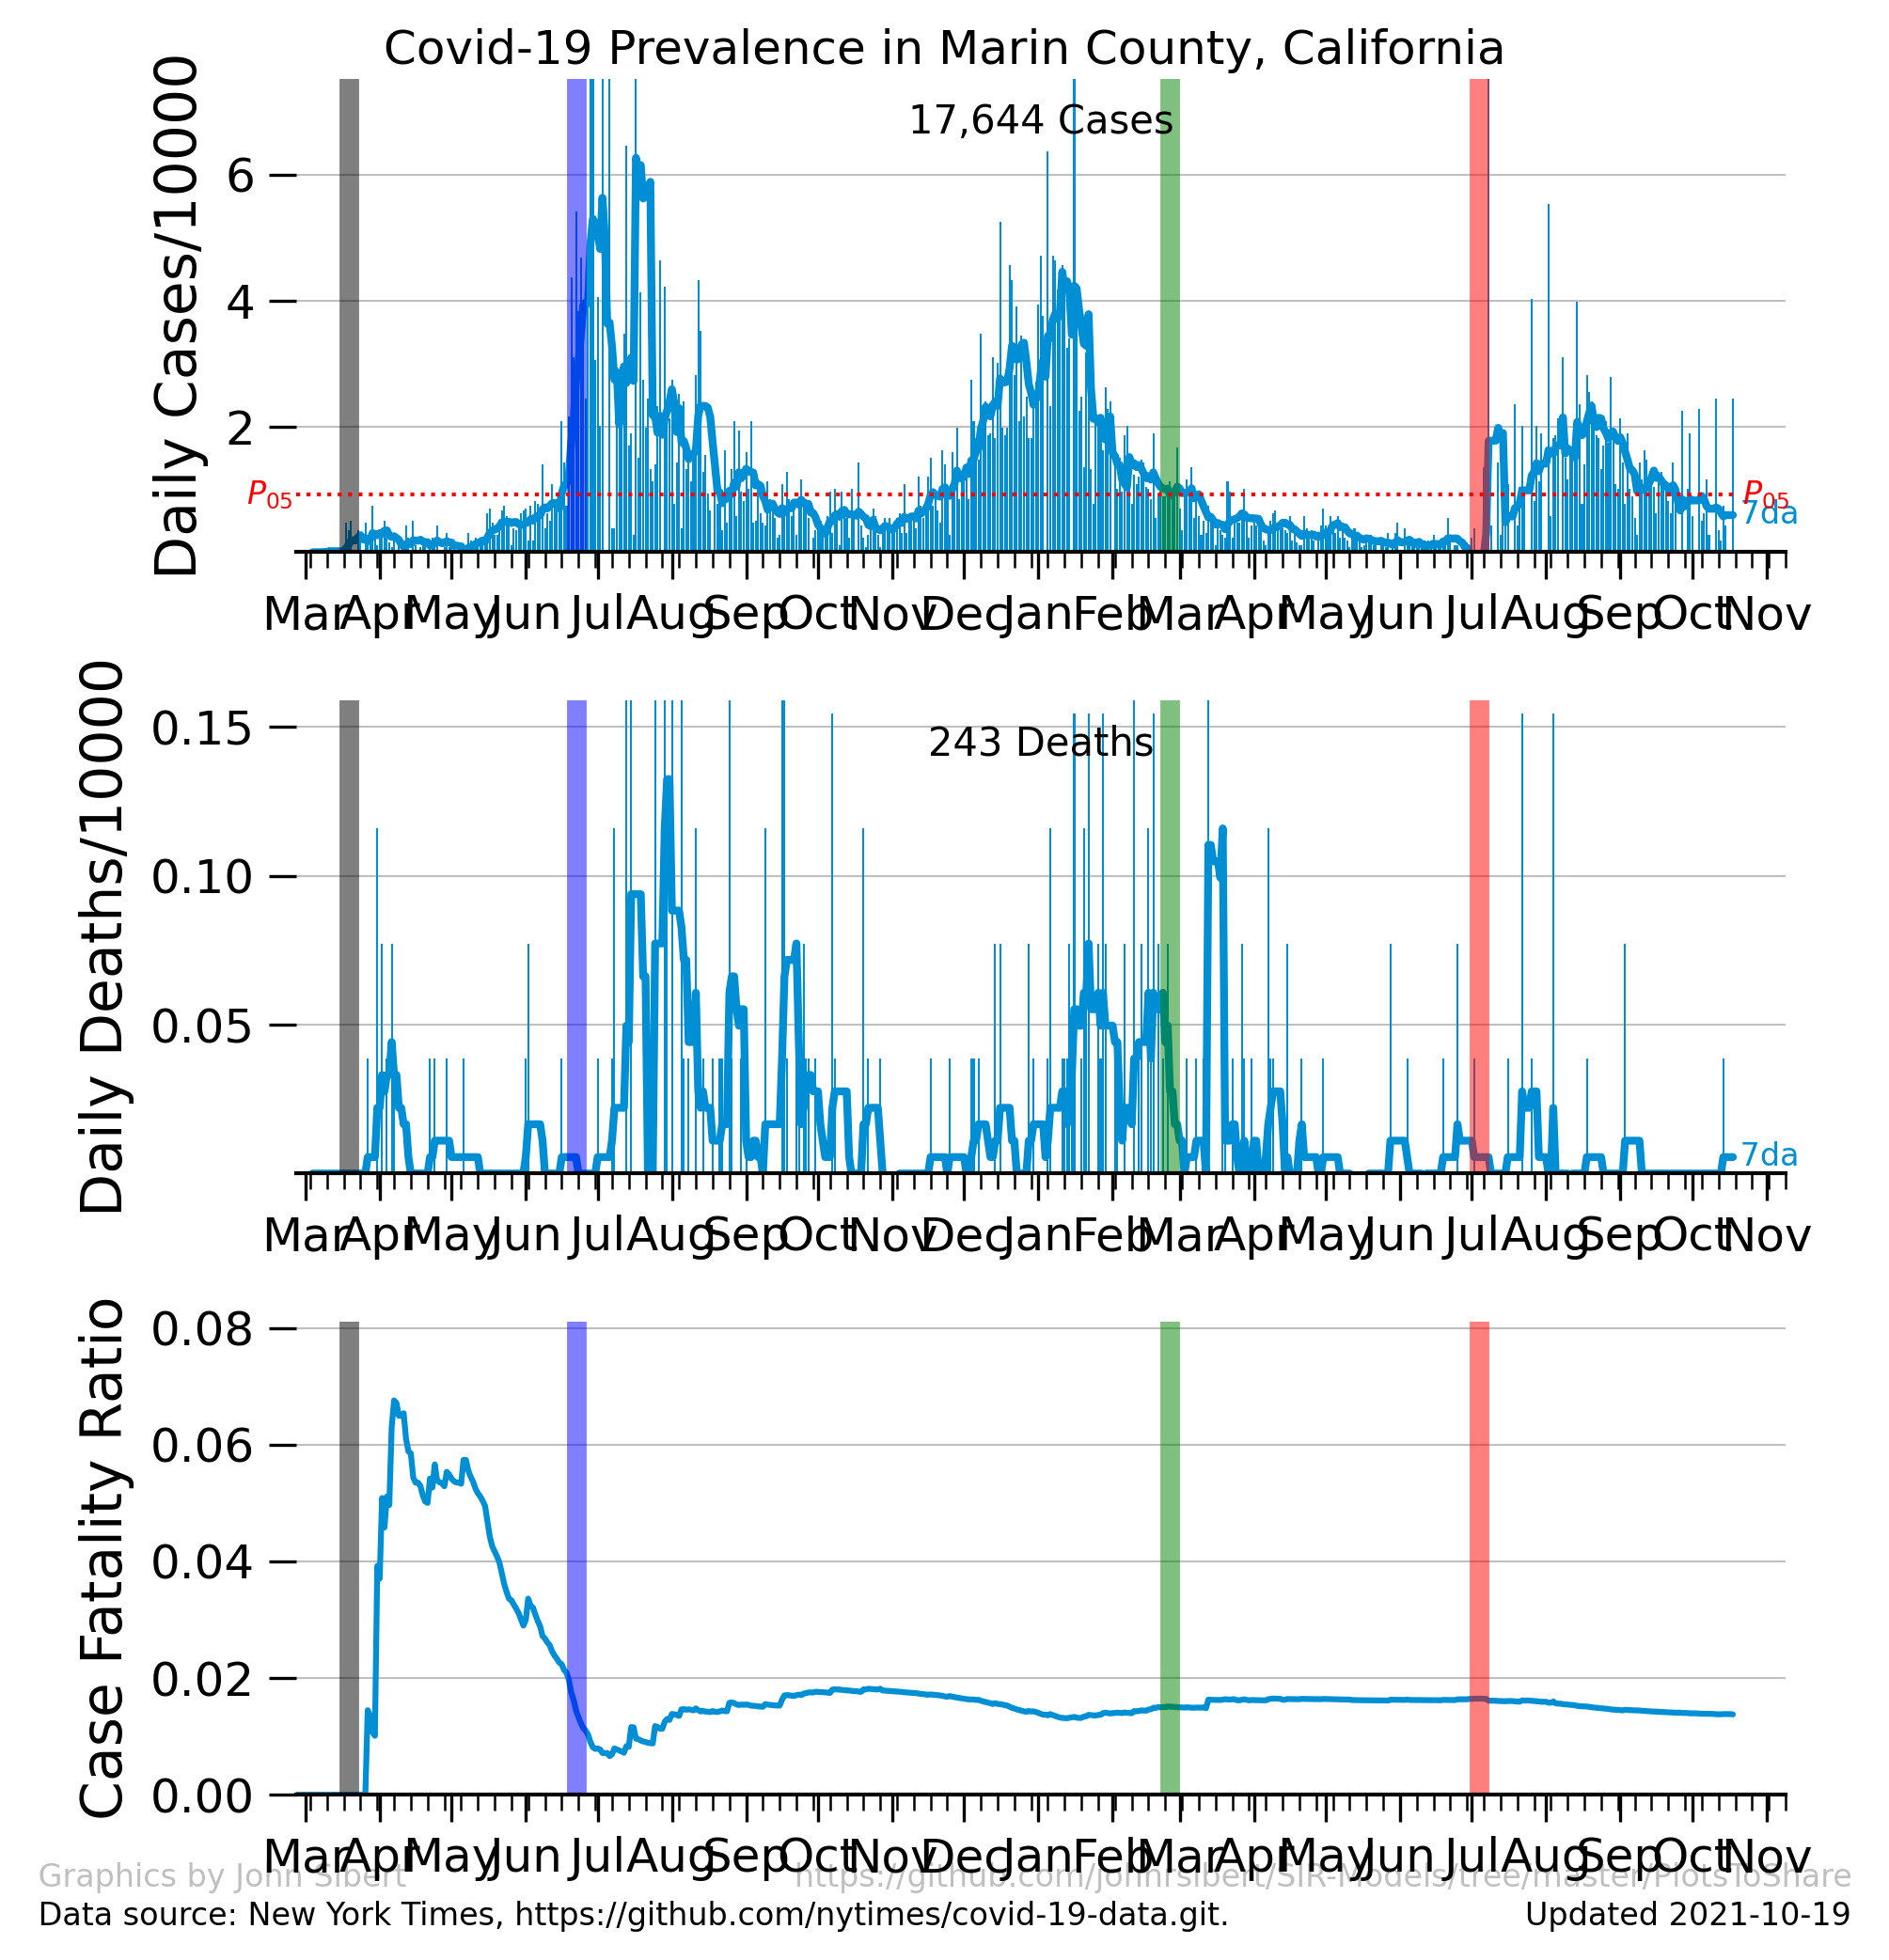 Covid-19 Prevalence in Marin County, California
Daily Cases/10000
17,644 Cases
6
4
2
P05
P05
7da
Mar Apr May Jun Jul Aug Sep Oct Nov Dec Jan Feb Mar Apr May Jun Jul Aug Sep Oct Nov
Daily Deaths/10000
243 Deaths
0.15
0.10
0.05
7da
Mar Apr May Jun Jul Aug Sep Oct Nov Dec Jan Feb Mar Apr May Jun Jul Aug Sep Oct Nov
Case Fatality Ratio
0.08
0.06
0.04
0.02
0.00
Mar Apr May Jun Jul Aug Sep Oct Nov Dec Jan Feb Mar Apr May Jun Jul Aug Sep Oct Nov
Graphics by John Sibert https://github.com/johnrsibert/SIR-Models/tree/master/PlotsToShare
Data source: New York Times, https://github.com/nytimes/covid-19-data.git. Updated 2021-10-19